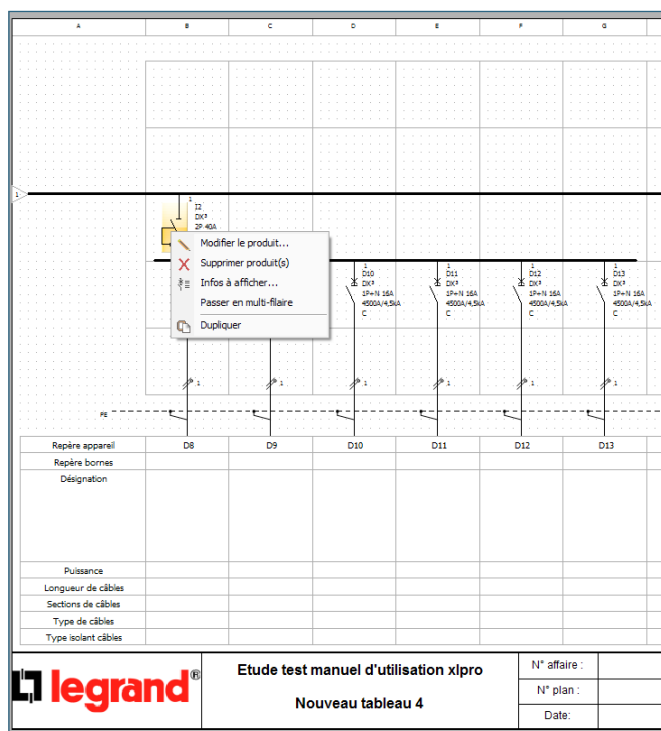 A B C D E F G
1
1
I2
DX³
2P 40A
Modifier le produit...
Supprimer produit(s)
Infos à afficher...
Passer en multi-filaire
Dupliquer
1 1 1 1
D10 D11 D12 D13
DX³ DX³ DX³ DX³
1P+N 16A 1P+N 16A 1P+N 16A 1P+N 16A
4500A/4,5kA 4500A/4,5kA 4500A/4,5kA 4500A/4,5kA
C C C C
1 1 1 1 1 1
PE
Repère appareil D8 D9 D10 D11 D12 D13
Repère bornes
Désignation
Puissance
Longueur de câbles
Sections de câbles
Type de câbles
Type isolant câbles
legrand®
Etude test manuel d'utilisation xlpro
Nouveau tableau 4
N° affaire :
N° plan :
Date: